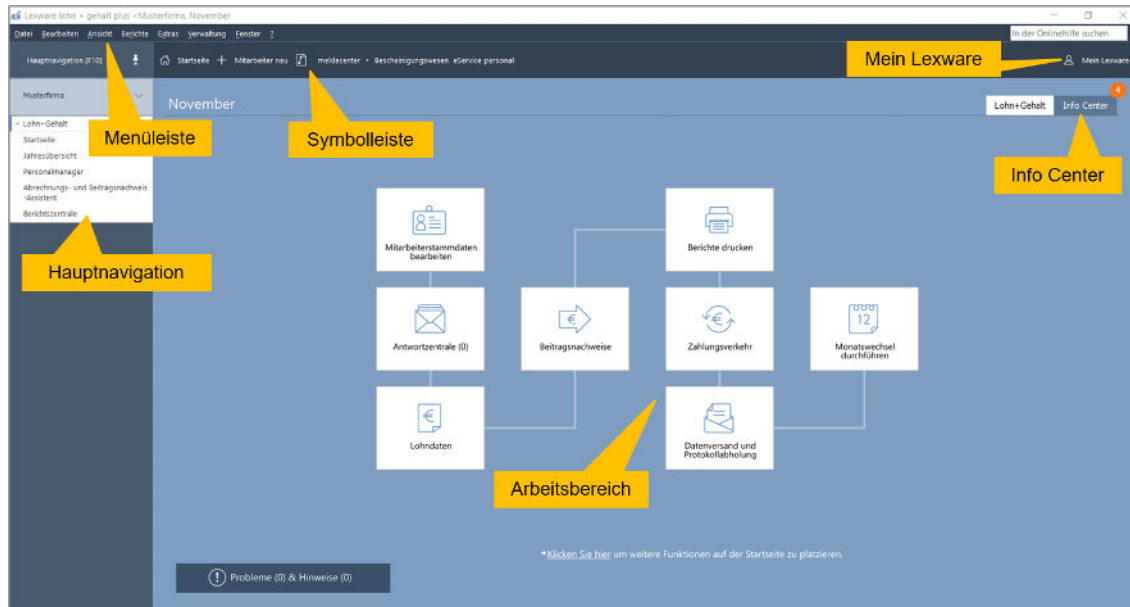 Lexware lohn + gehalt plus <Musterfirma, November
Datei Bearbeiten Ansicht Berichte Extras Verwaltung Fenster ?
In der Onlinehilfe suchen
Hauptnavigation [F10]
Startseite Mitarbeiter neu meldecenter • Bescheinigungswesen eService personal
Mein Lexware
Mein Lexware
Musterfirma
November
4
Lohn+Gehalt Info Center
Lohn-Gehalt
Startseite
Jahresübersicht
Personalmanager
Abrechnungs- und Beitragsnachweis
-Assistent
Berichtszentrale
Menüleiste
Symbolleiste
Info Center
Hauptnavigation
Mitarbeiterstammdaten
bearbeiten
Berichte drucken
Antwortzentrale (0)
Beitragsnachweise
Zahlungsverkehr
12
Monatswechsel
durchführen
Lohndaten
Datenversand und
Protokollabholung
Arbeitsbereich
Klicken Sie hier um weitere Funktionen auf der Startseite zu platzieren.
Probleme (0) & Hinweise (0)